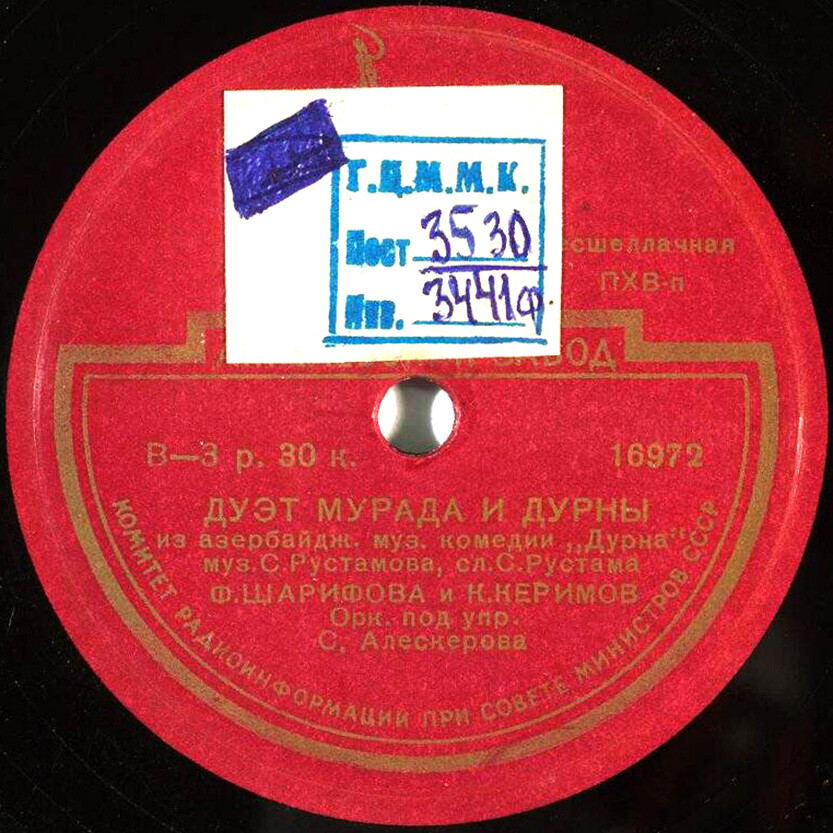 Г.Ц.М.М.К.
Пост 3530
Инв. 3441ф
есшеллачная
ПХВ-п
ЗАВОД
В—3 р. 30 к.
16972
ДУЭТ МУРАДА И ДУРНЫ
из азербайдж. муз. комедии „Дурна"
муз. С. Рустамова, сл. С. Рустама
Ф. ШАРИФОВА и К. КЕРИМОВ
Орк. под упр.
С. Алескерова
КОМИТЕТ РАДИОИНФОРМАЦИИ ПРИ СОВЕТЕ МИНИСТРОВ СССР